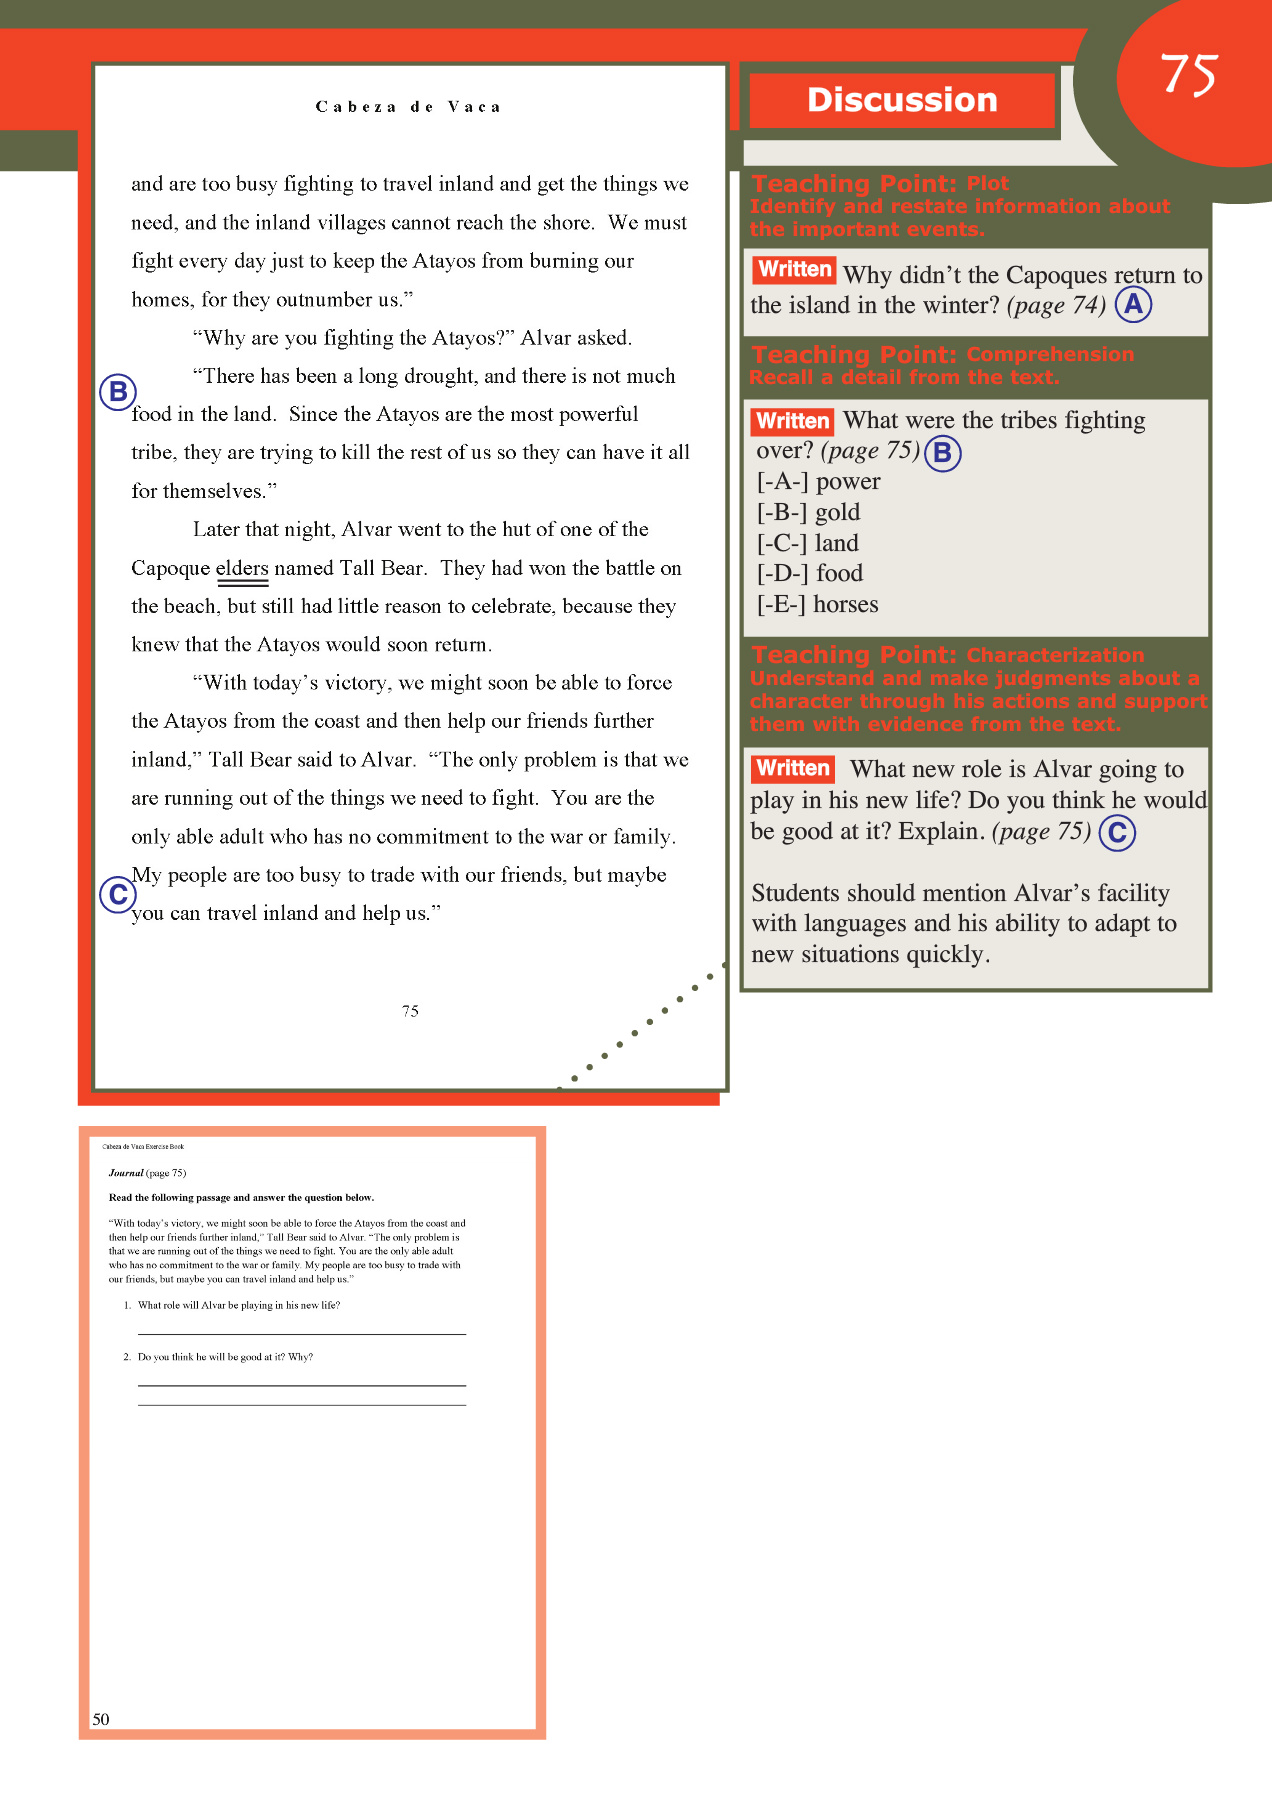 75
Cabeza de Vaca
and are too busy fighting to travel inland and get the things we
need, and the inland villages cannot reach the shore.  We must
fight every day just to keep the Atayos from burning our
homes, for they outnumber us.”
“Why are you fighting the Atayos?” Alvar asked.
“There has been a long drought, and there is not much
B
food in the land.  Since the Atayos are the most powerful
tribe, they are trying to kill the rest of us so they can have it all
for themselves.”
Later that night, Alvar went to the hut of one of the
Capoque elders named Tall Bear.  They had won the battle on
the beach, but still had little reason to celebrate, because they
knew that the Atayos would soon return.
“With today’s victory, we might soon be able to force
the Atayos from the coast and then help our friends further
inland,” Tall Bear said to Alvar.  “The only problem is that we
are running out of the things we need to fight.  You are the
only able adult who has no commitment to the war or family.
My people are too busy to trade with our friends, but maybe
C
you can travel inland and help us.”
75
Discussion
Teaching Point: Plot
Identify and restate information about
the important events.
Written Why didn’t the Capoques return to
the island in the winter? (page 74) A
Teaching Point: Comprehension
Recall a detail from the text.
Written What were the tribes fighting
over? (page 75) B
[-A-] power
[-B-] gold
[-C-] land
[-D-] food
[-E-] horses
Teaching Point: Characterization
Understand and make judgments about a
character through his actions and support
them with evidence from the text.
Written What new role is Alvar going to
play in his new life? Do you think he would
be good at it? Explain. (page 75) C
Students should mention Alvar’s facility
with languages and his ability to adapt to
new situations quickly.
Cabeza de Vaca Exercise Book
Journal (page 75)
Read the following passage and answer the question below.
“With today’s victory, we might soon be able to force the Atayos from the coast and
then help our friends further inland,” Tall Bear said to Alvar. “The only problem is
that we are running out of the things we need to fight. You are the only able adult
who has no commitment to the war or family. My people are too busy to trade with
our friends, but maybe you can travel inland and help us.”
1. What role will Alvar be playing in his new life?
2. Do you think he will be good at it? Why?
50